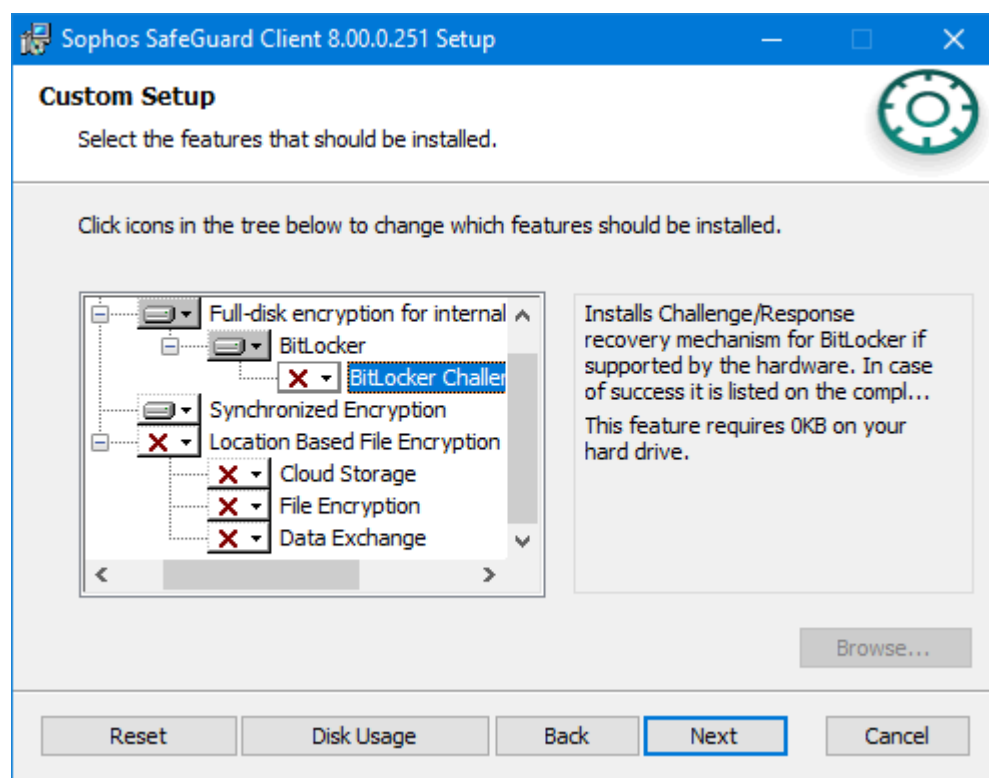 Sophos SafeGuard Client 8.00.0.251 Setup
Custom Setup
Select the features that should be installed.
Click icons in the tree below to change which features should be installed.
Full-disk encryption for internal
BitLocker
BitLocker Challer
Synchronized Encryption
Location Based File Encryption
Cloud Storage
File Encryption
Data Exchange
Installs Challenge/Response
recovery mechanism for BitLocker if
supported by the hardware. In case
of success it is listed on the compl...
This feature requires 0KB on your
hard drive.
Browse...
Reset
Disk Usage
Back
Next
Cancel